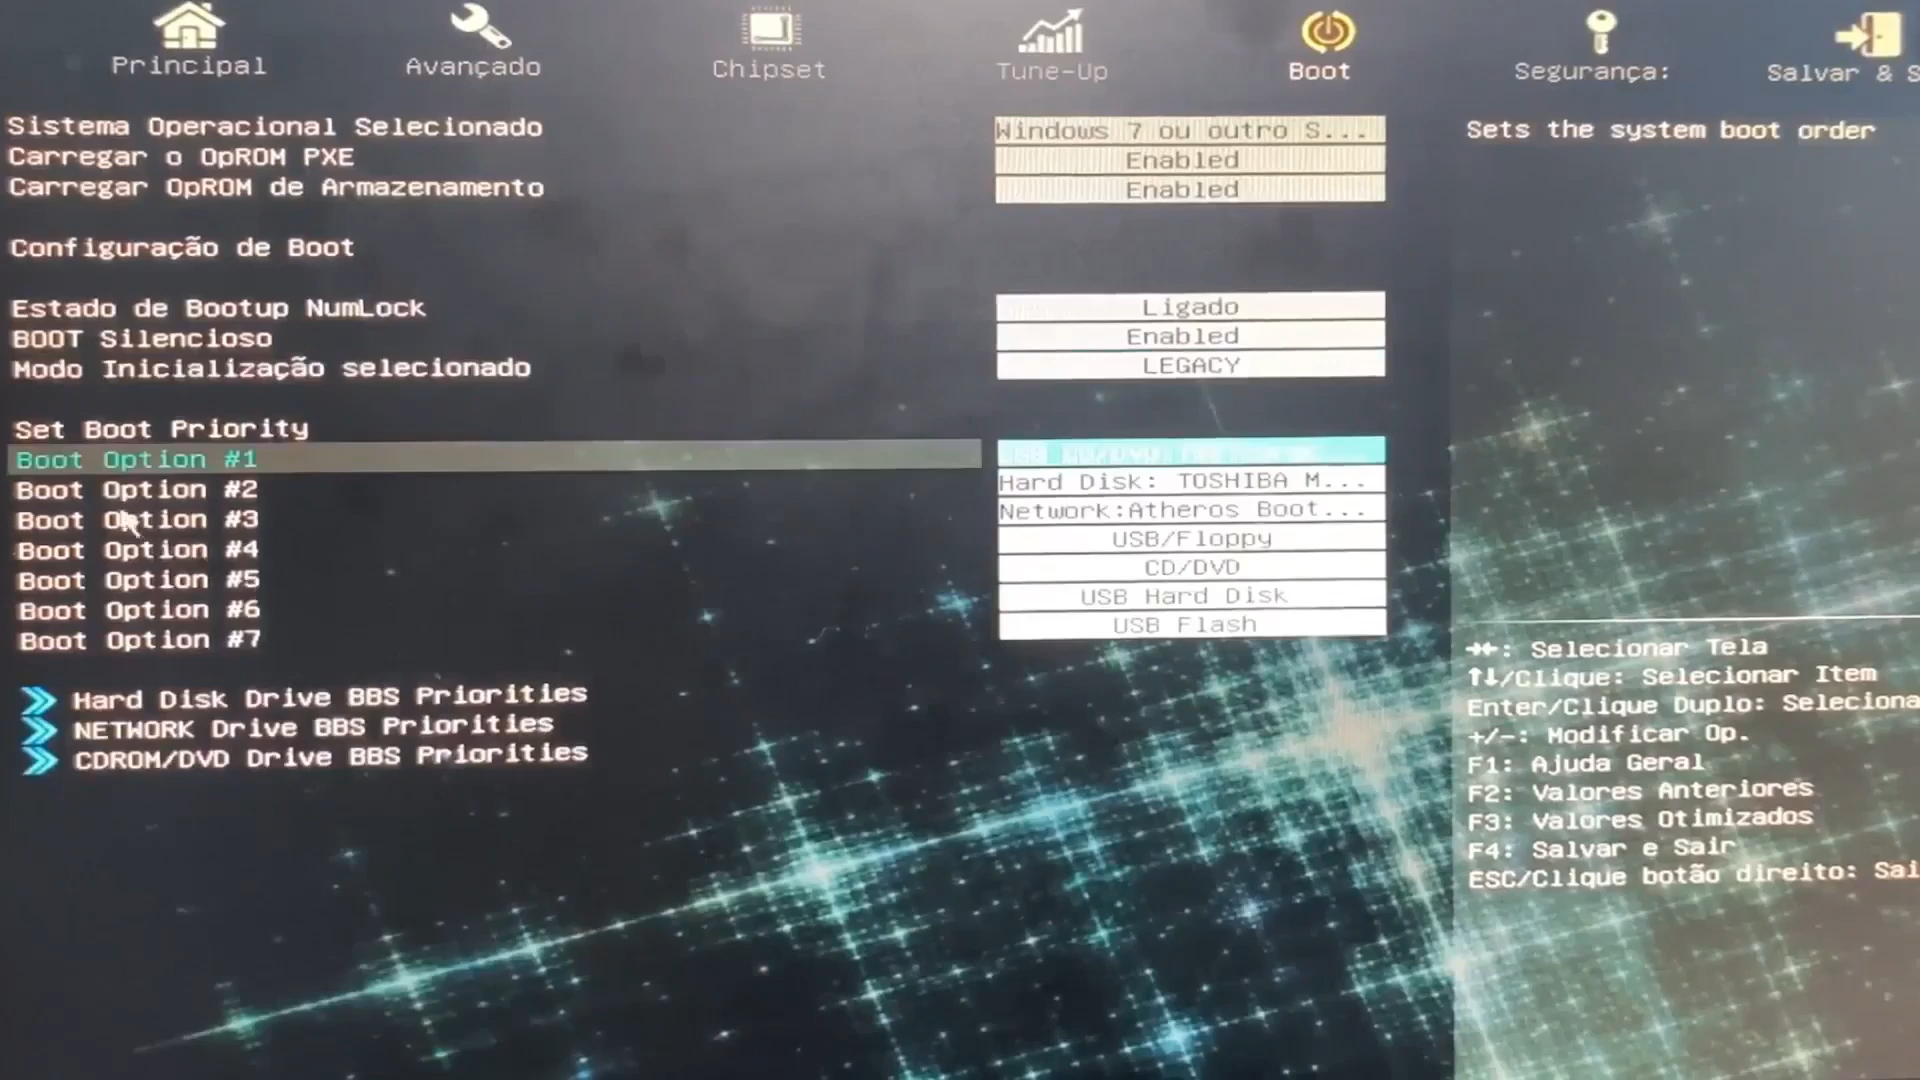 Principal
Avançado
Chipset
Tune-Up
Boot
Segurança:
Salvar & S
Sistema Operacional Selecionado
Windows 7 ou outro S...
Carregar o OpROM PXE
Enabled
Carregar OpROM de Armazenamento
Enabled
Configuração de Boot
Estado de Bootup NumLock
Ligado
BOOT Silencioso
Enabled
Modo Inicialização selecionado
LEGACY
Set Boot Priority
Boot Option #1
USB CD/DVD
Boot Option #2
Hard Disk: TOSHIBA M...
Boot Option #3
Network:Atheros Boot...
Boot Option #4
USB/Floppy
Boot Option #5
CD/DVD
Boot Option #6
USB Hard Disk
Boot Option #7
USB Flash
Hard Disk Drive BBS Priorities
NETWORK Drive BBS Priorities
CDROM/DVD Drive BBS Priorities
Sets the system boot order
→←: Selecionar Tela
↑↓/Clique: Selecionar Item
Enter/Clique Duplo: Seleciona
+/-: Modificar Op.
F1: Ajuda Geral
F2: Valores Anteriores
F3: Valores Otimizados
F4: Salvar e Sair
ESC/Clique botão direito: Sai